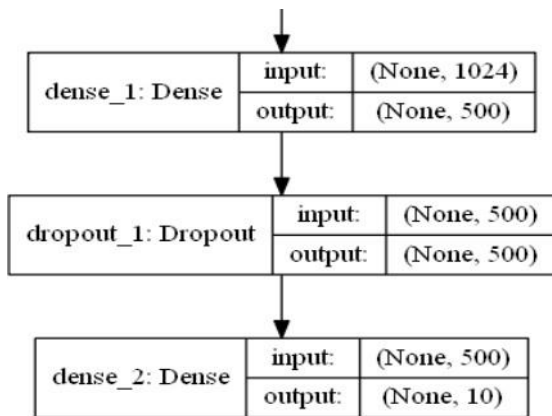 dense_1: Dense
input: (None, 1024)
output: (None, 500)
dropout_1: Dropout
input: (None, 500)
output: (None, 500)
dense_2: Dense
input: (None, 500)
output: (None, 10)